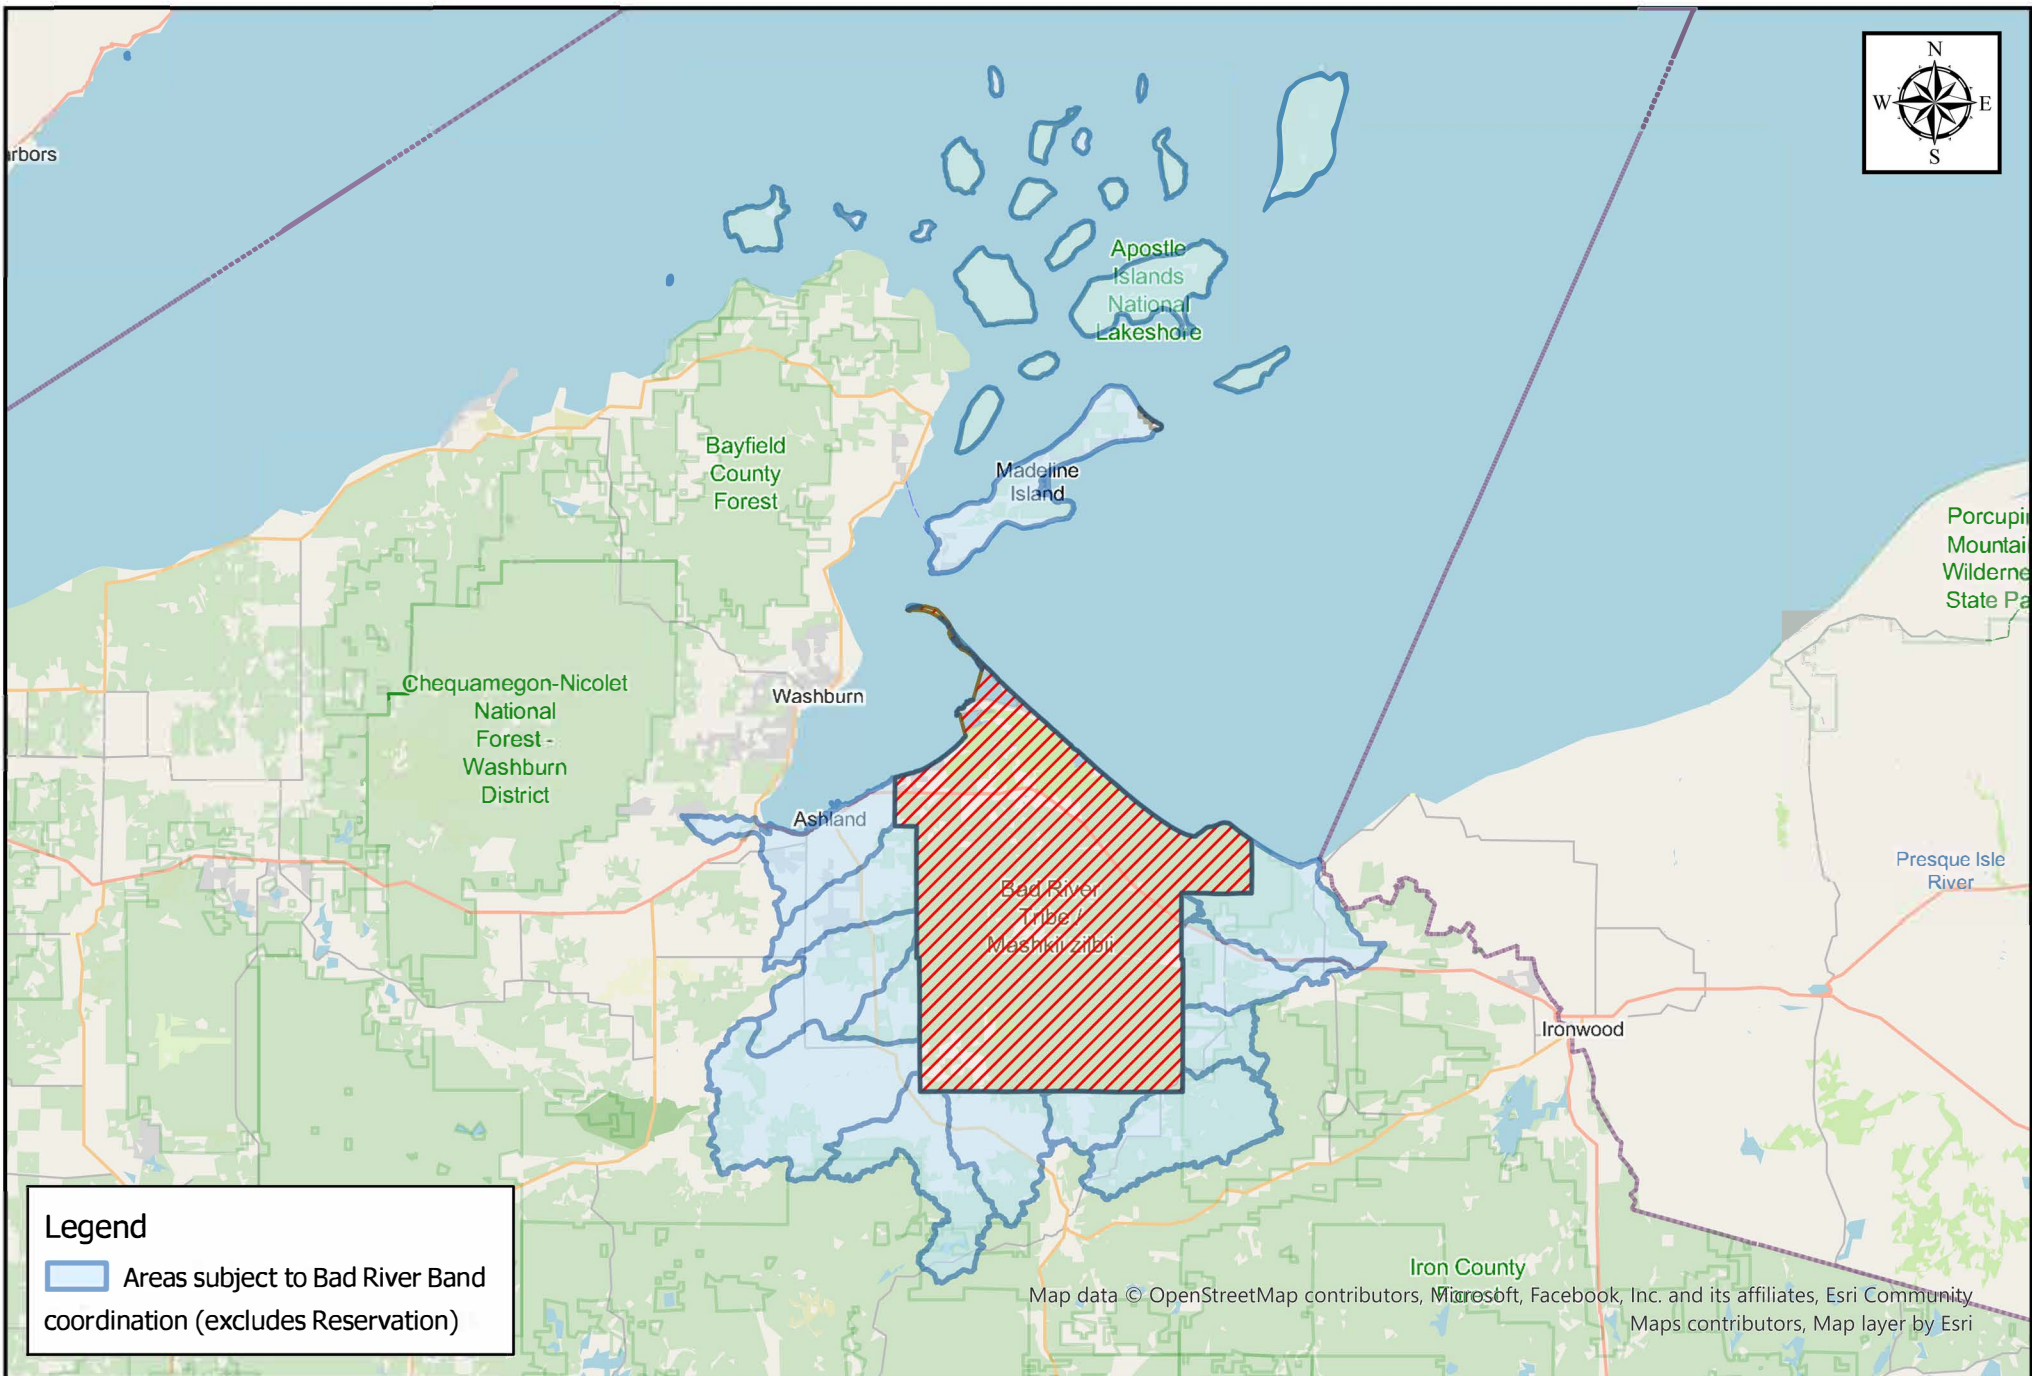 N
W E
S
arbors
Apostle
Islands
National
Lakeshore
Bayfield
County
Forest
Madeline
Island
Porcupi
Mountai
Wilderne
State Pa
Chequamegon-Nicolet
National
Forest -
Washburn
District
Washburn
Ashland
Presque Isle
River
Bad River
Tribe /
Mashkii ziibii
Ironwood
Legend
Areas subject to Bad River Band
coordination (excludes Reservation)
Iron County
Forest
Map data © OpenStreetMap contributors, Microsoft, Facebook, Inc. and its affiliates, Esri Community
Maps contributors, Map layer by Esri